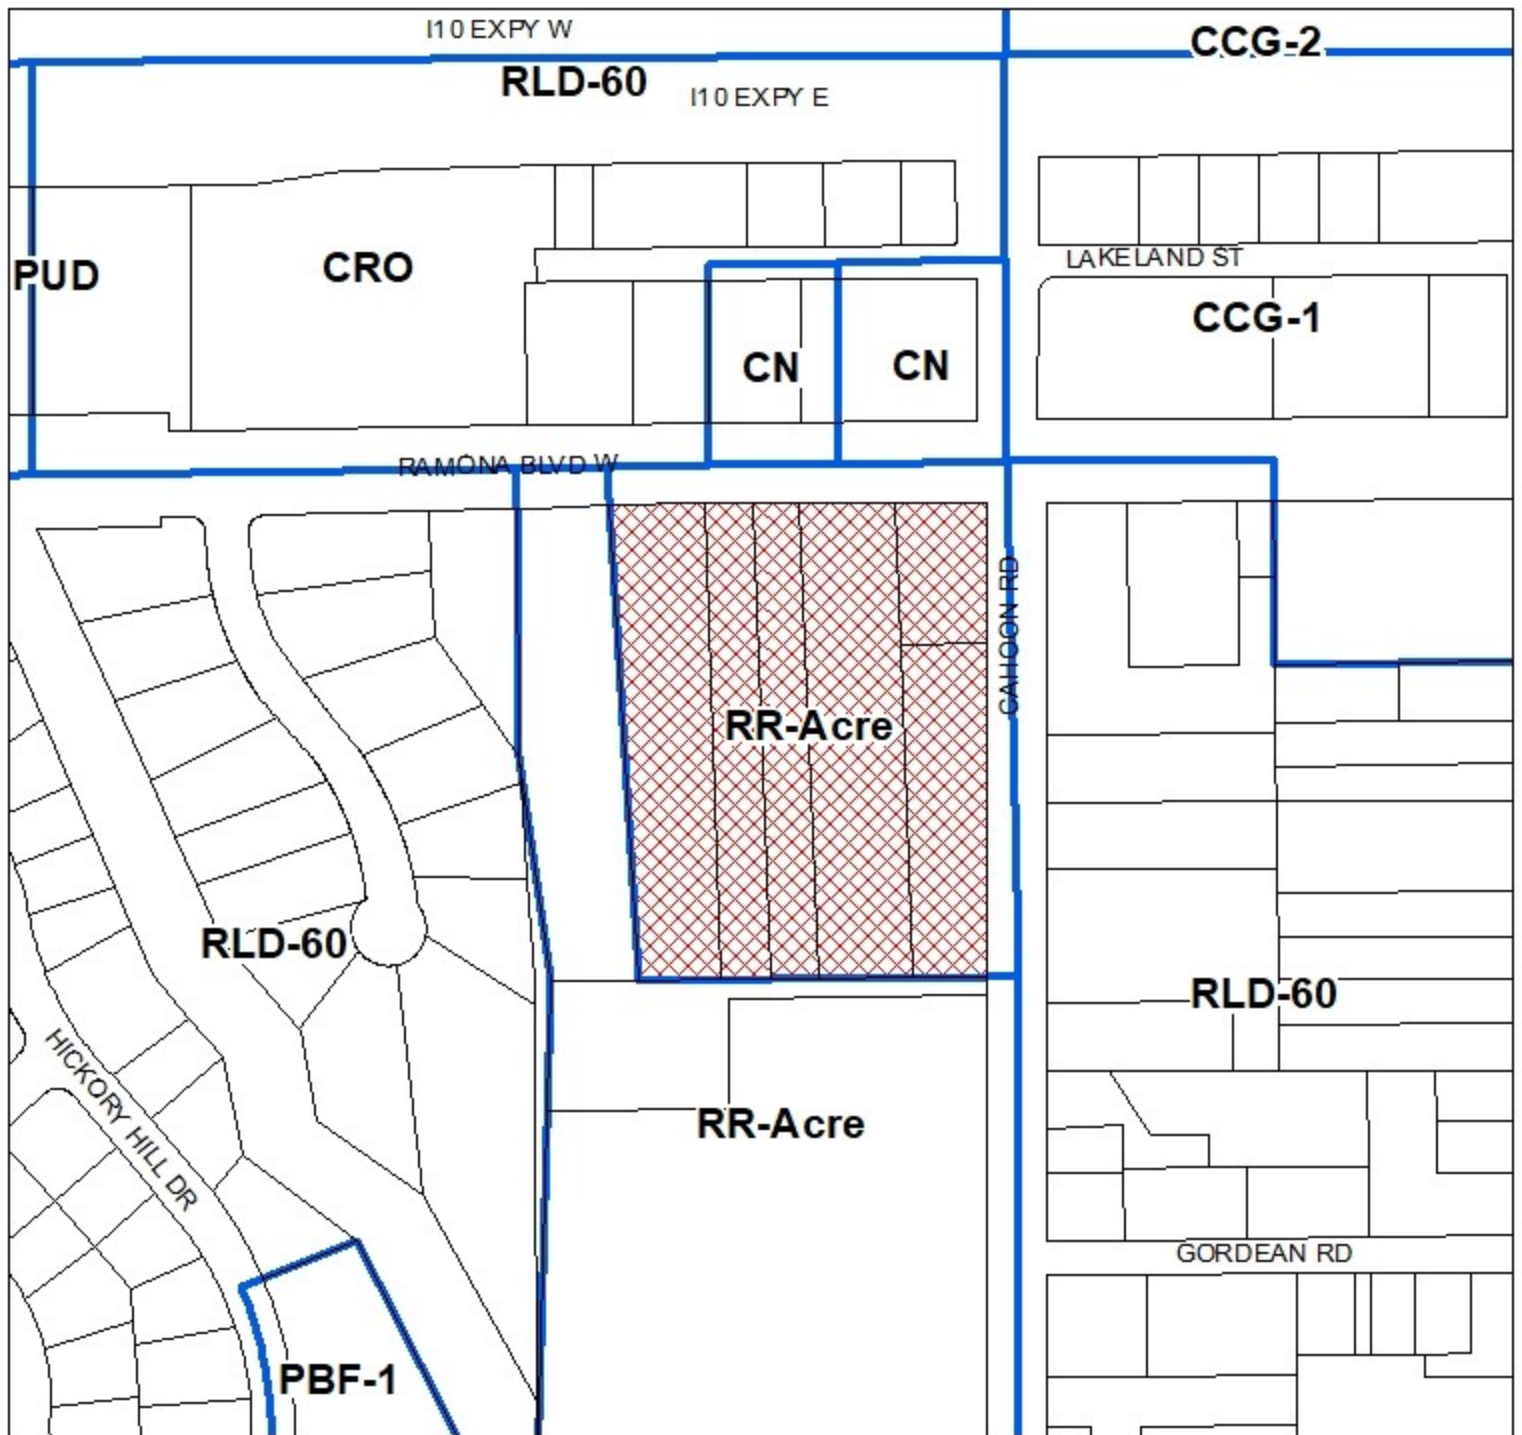 I10 EXPY W
CCG-2
RLD-60
I10 EXPY E
LAKELAND ST
PUD
CRO
CCG-1
CN
CN
RAMONA BLVD W
CAHOON RD
RR-Acre
RLD-60
RLD-60
HICKORY HILL DR
RR-Acre
GORDEAN RD
PBF-1